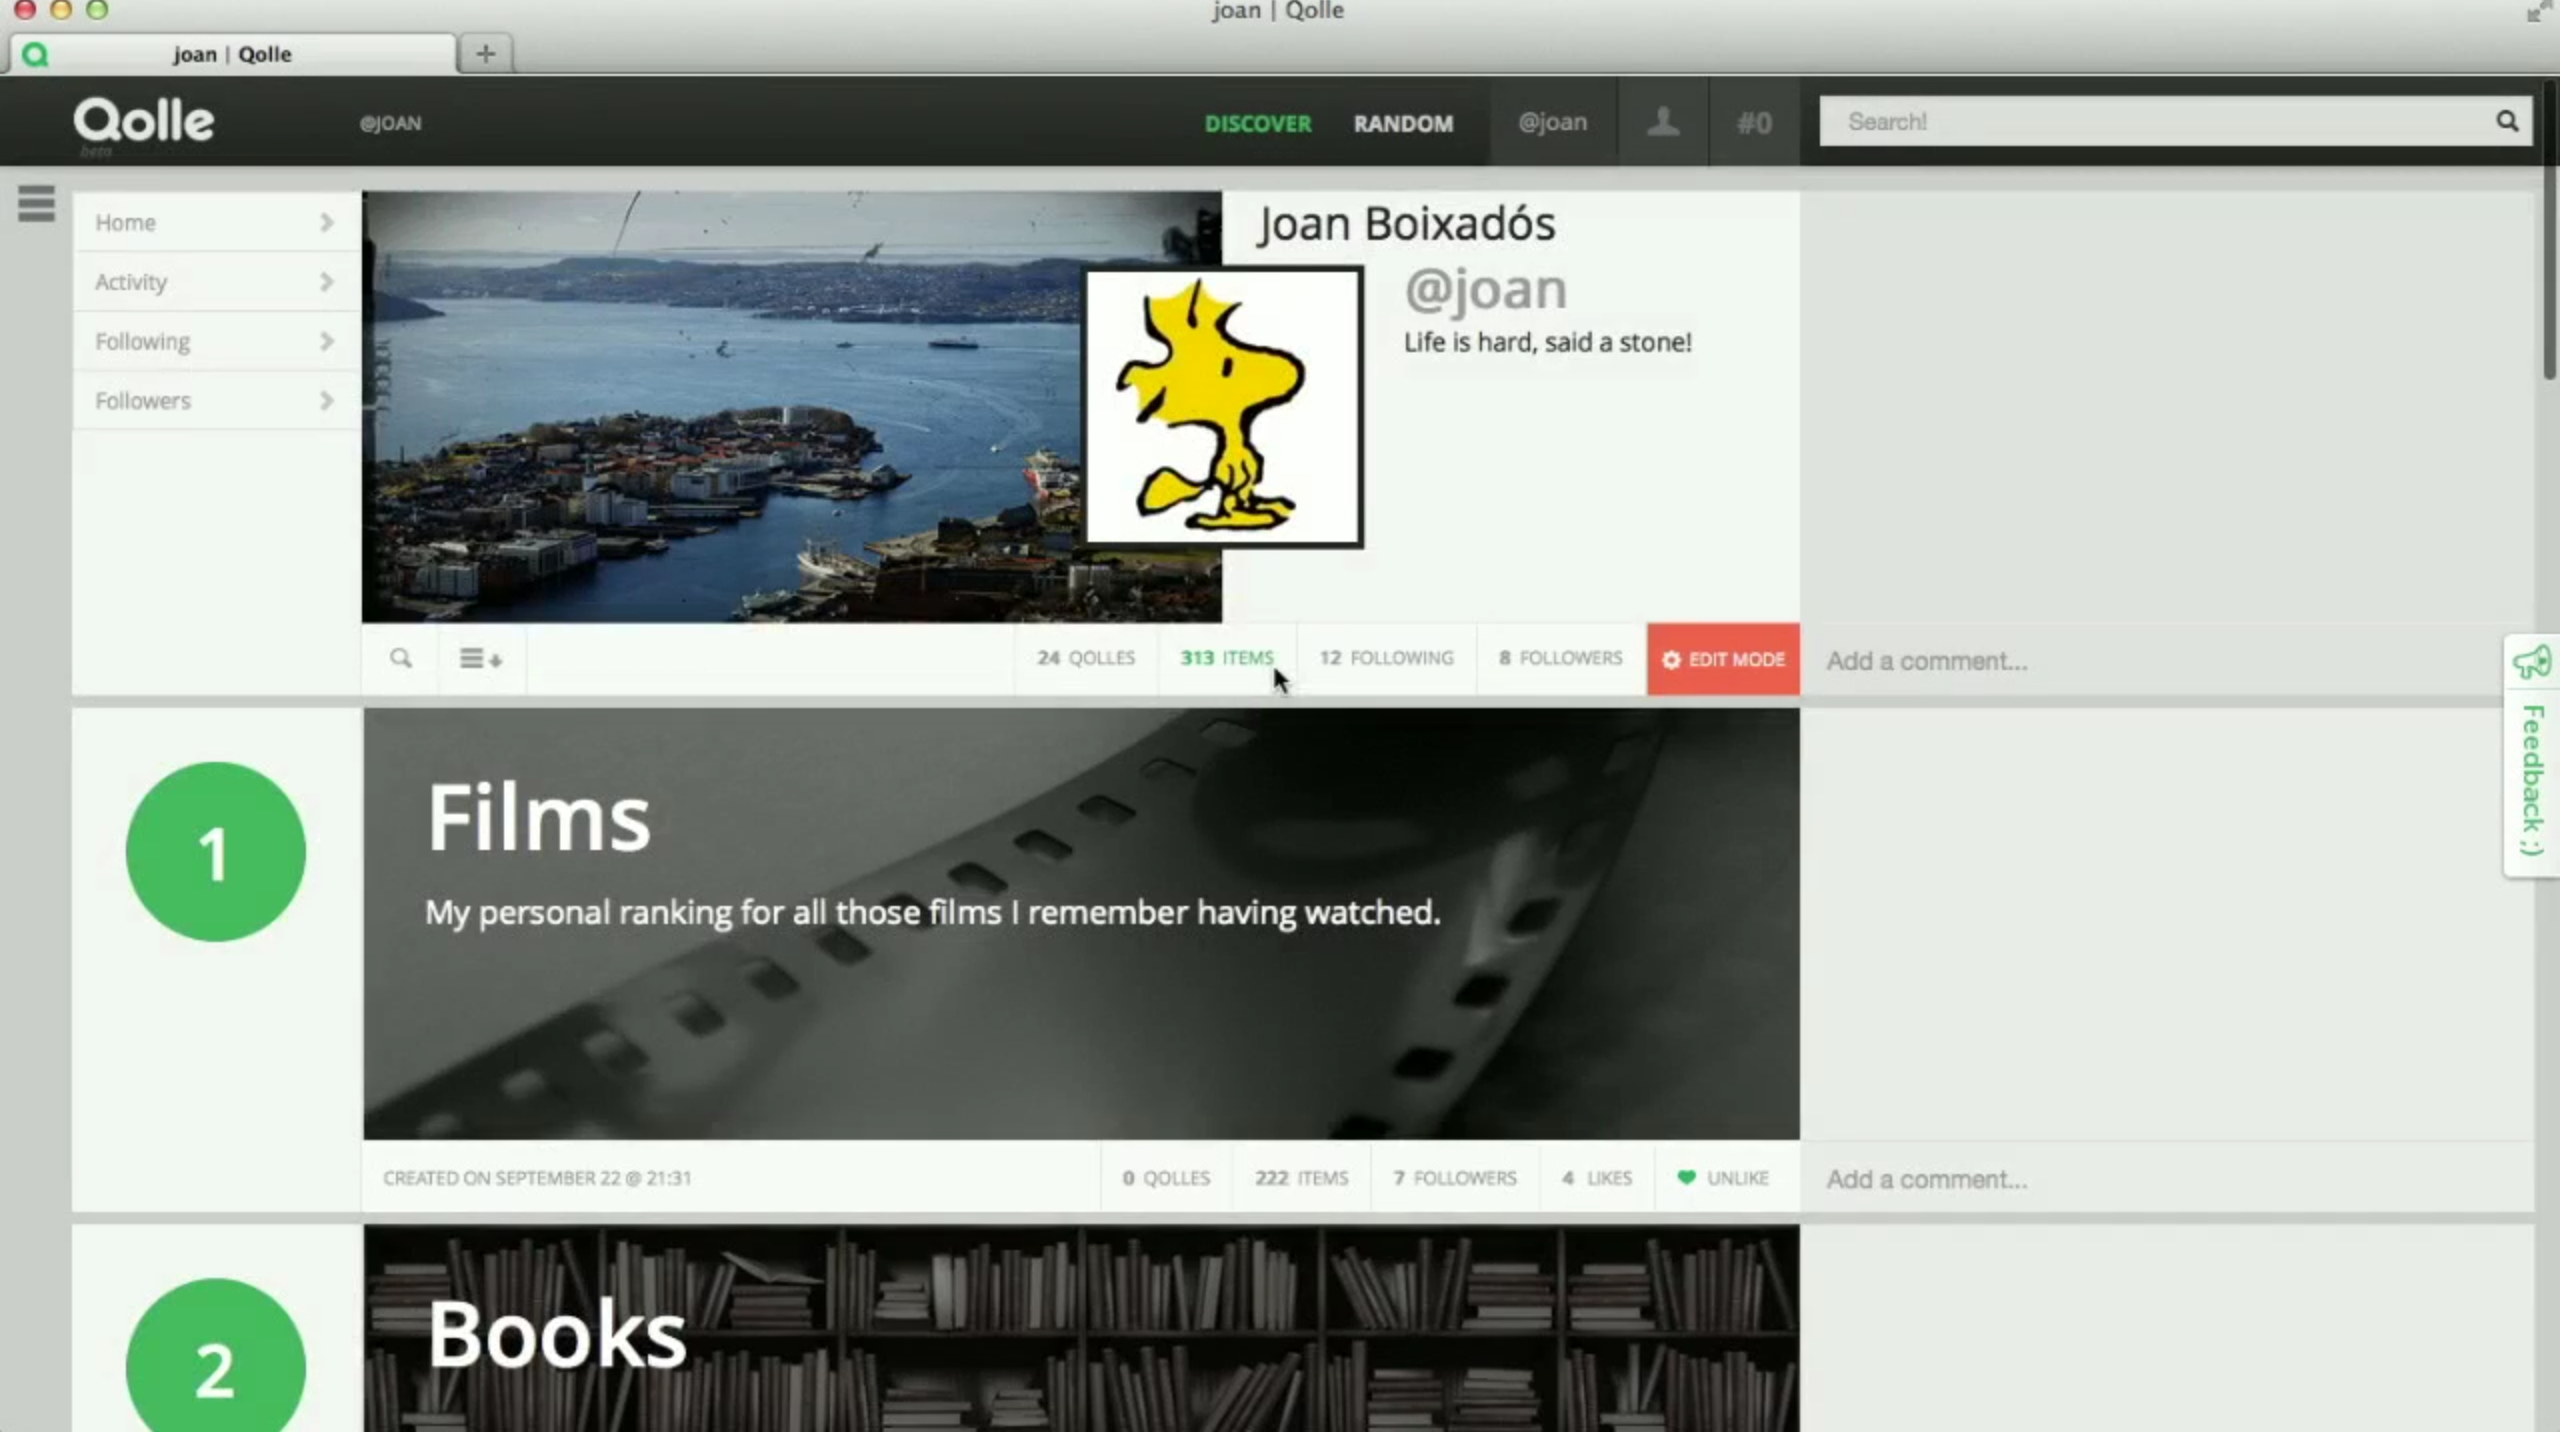 joan | Qolle
joan | Qolle
Qolle
beta
@JOAN
DISCOVER
RANDOM
@joan
#0
Search!
Home
Activity
Following
Followers
Joan Boixadós
@joan
Life is hard, said a stone!
24 QOLLES
313 ITEMS
12 FOLLOWING
8 FOLLOWERS
EDIT MODE
Add a comment...
Feedback ;)
1
Films
My personal ranking for all those films I remember having watched.
CREATED ON SEPTEMBER 22 @ 21:31
0 QOLLES
222 ITEMS
7 FOLLOWERS
4 LIKES
UNLIKE
Add a comment...
2
Books